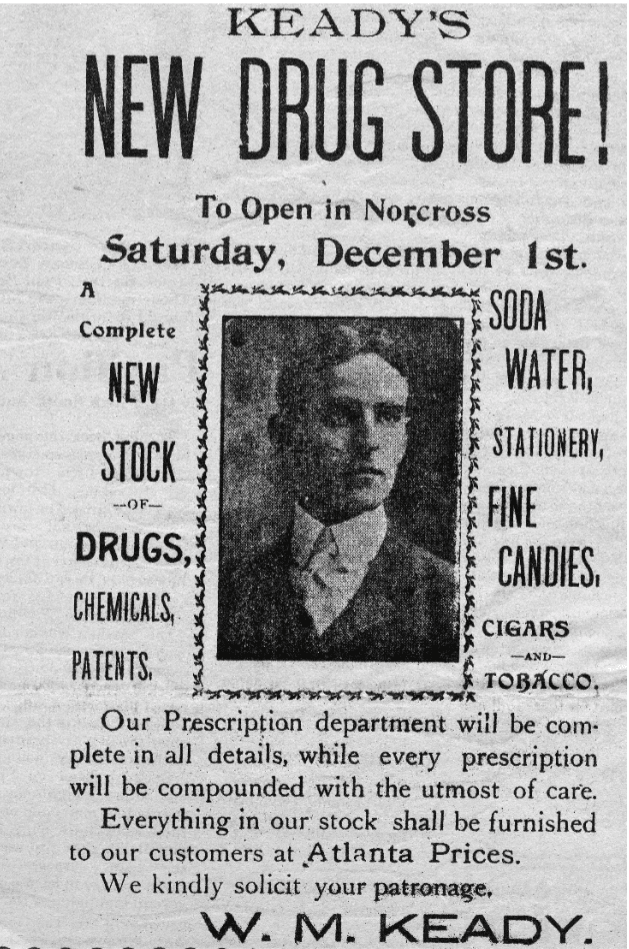 KEADY'S
NEW DRUG STORE!
To Open in Norcross
Saturday, December 1st.
A
Complete
NEW
STOCK
—OF—
DRUGS,
CHEMICALS,
PATENTS.
SODA
WATER,
STATIONERY,
FINE
CANDIES,
CIGARS
—AND—
TOBACCO.
Our Prescription department will be com-
plete in all details, while every prescription
will be compounded with the utmost of care.
Everything in our stock shall be furnished
to our customers at Atlanta Prices.
We kindly solicit your patronage.
W. M. KEADY.